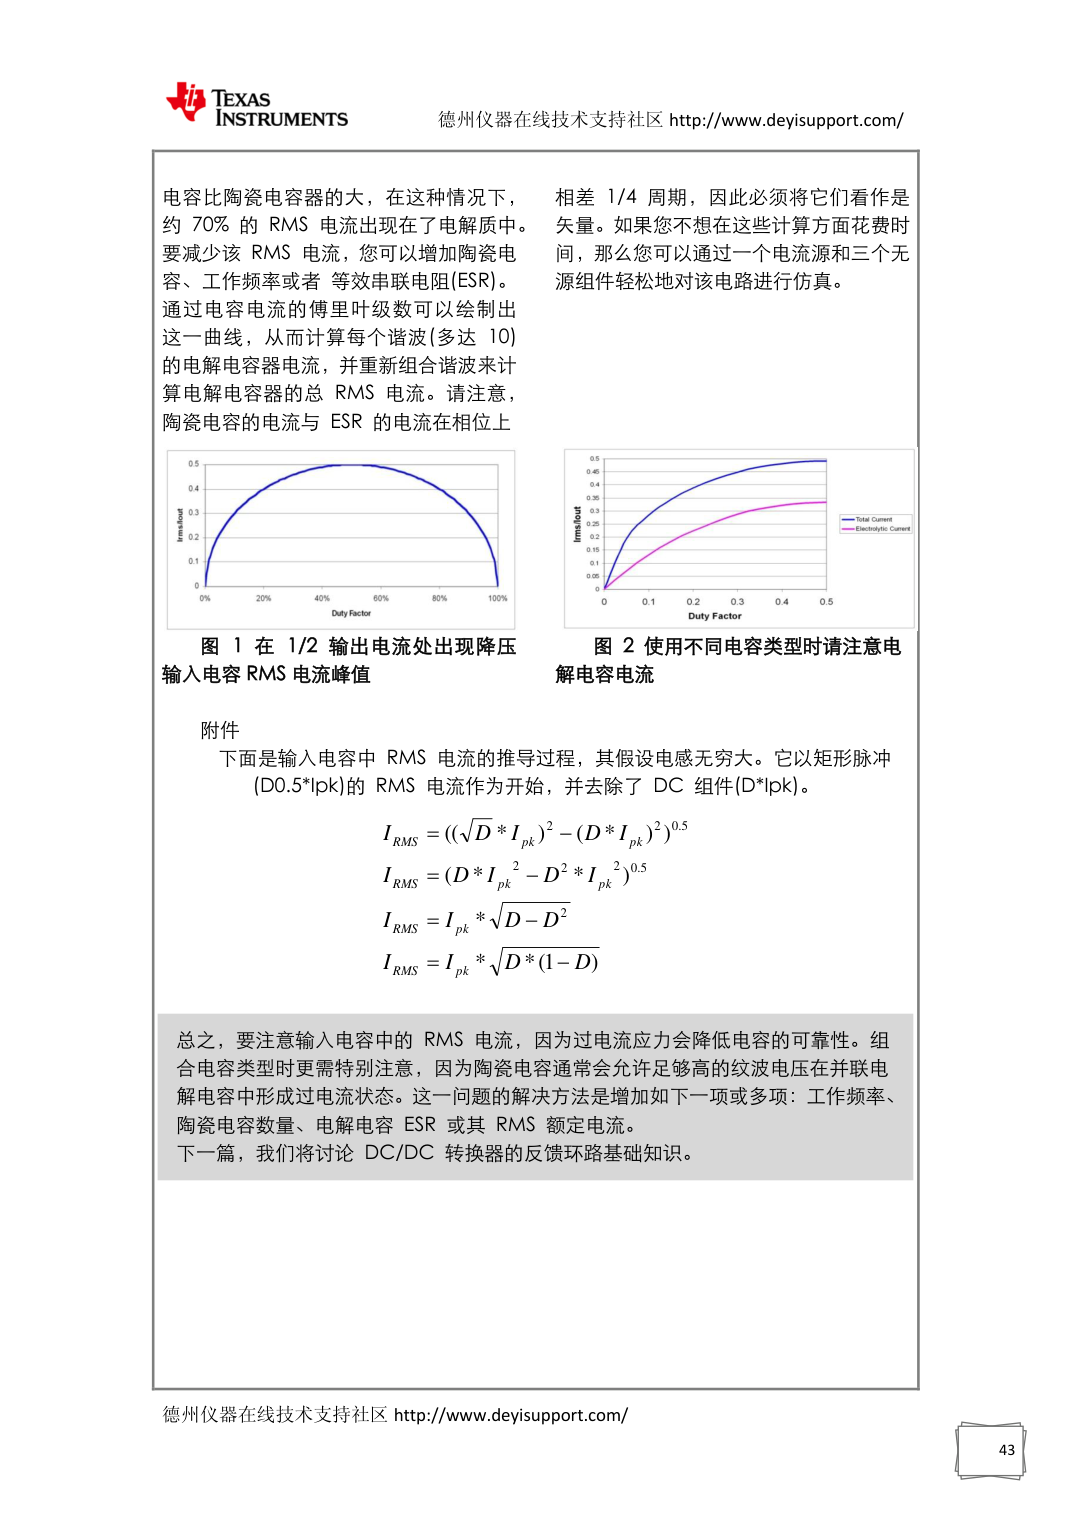 TEXAS
INSTRUMENTS
德州仪器在线技术支持社区 http://www.deyisupport.com/
电容比陶瓷电容器的大，在这种情况下，
约 70% 的 RMS 电流出现在了电解质中。
要减少该 RMS 电流，您可以增加陶瓷电
容、工作频率或者 等效串联电阻(ESR)。
通过电容电流的傅里叶级数可以绘制出
这一曲线，从而计算每个谐波(多达 10)
的电解电容器电流，并重新组合谐波来计
算电解电容器的总 RMS 电流。请注意，
陶瓷电容的电流与 ESR 的电流在相位上
相差 1/4 周期，因此必须将它们看作是
矢量。如果您不想在这些计算方面花费时
间，那么您可以通过一个电流源和三个无
源组件轻松地对该电路进行仿真。
0.5
0.4
0.3
0.2
0.1
0
Irms/Iout
0% 20% 40% 60% 80% 100%
Duty Factor
图 1 在 1/2 输出电流处出现降压
输入电容 RMS 电流峰值
0.5
0.45
0.4
0.35
0.3
0.25
0.2
0.15
0.1
0.05
0
Irms/Iout
0 0.1 0.2 0.3 0.4 0.5
Duty Factor
Total Current
Electrolytic Current
图 2 使用不同电容类型时请注意电
解电容电流
附件
下面是输入电容中 RMS 电流的推导过程，其假设电感无穷大。它以矩形脉冲
(D0.5*Ipk)的 RMS 电流作为开始，并去除了 DC 组件(D*Ipk)。
I_RMS = ((√D * I_pk)^2 − (D * I_pk)^2)^0.5
I_RMS = (D * I_pk^2 − D^2 * I_pk^2)^0.5
I_RMS = I_pk * √(D − D^2)
I_RMS = I_pk * √(D * (1 − D))
总之，要注意输入电容中的 RMS 电流，因为过电流应力会降低电容的可靠性。组
合电容类型时更需特别注意，因为陶瓷电容通常会允许足够高的纹波电压在并联电
解电容中形成过电流状态。这一问题的解决方法是增加如下一项或多项：工作频率、
陶瓷电容数量、电解电容 ESR 或其 RMS 额定电流。
下一篇，我们将讨论 DC/DC 转换器的反馈环路基础知识。
德州仪器在线技术支持社区 http://www.deyisupport.com/
43